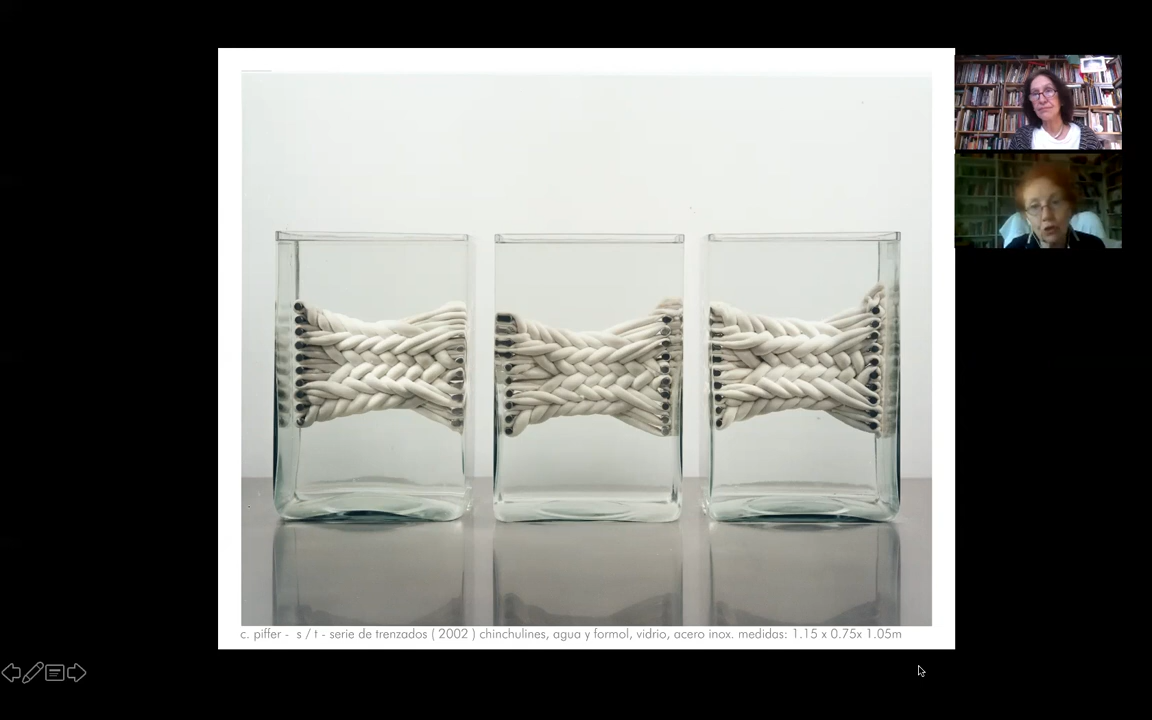 c. piffer - s / t - serie de trenzados ( 2002 ) chinchulines, agua y formol, vidrio, acero inox. medidas: 1.15 x 0.75x 1.05m